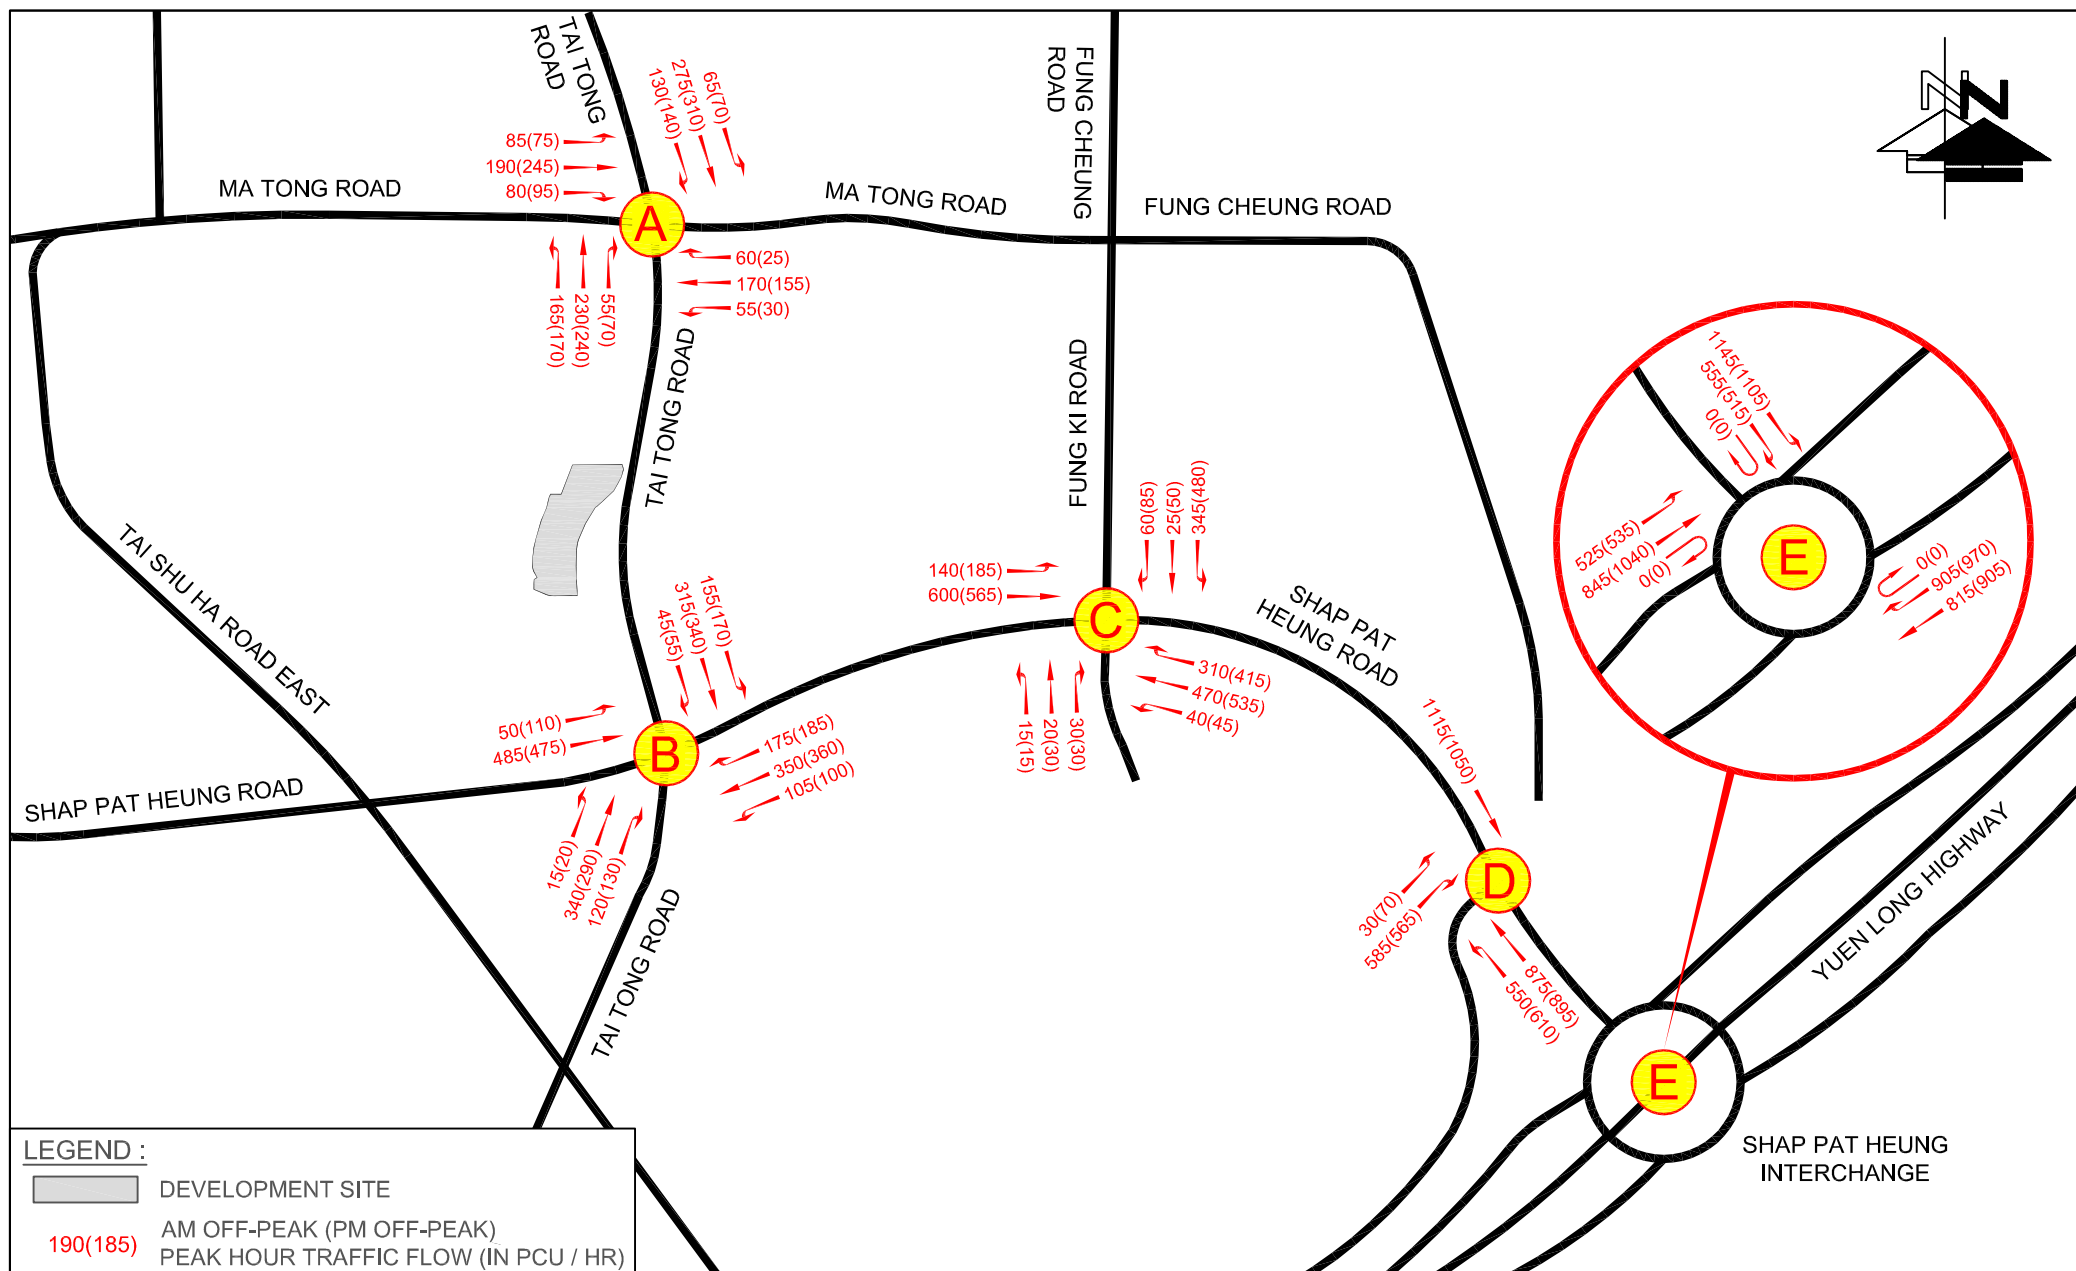 TAI TONG
ROAD
130(140)
275(310)
65(70)
FUNG CHEUNG
ROAD
N
85(75)
190(245)
80(95)
MA TONG ROAD
A
MA TONG ROAD
FUNG CHEUNG ROAD
60(25)
170(155)
55(30)
165(170)
230(240)
55(70)
TAI TONG ROAD
FUNG KI ROAD
1145(1105)
555(515)
0(0)
525(535)
845(1040)
0(0)
E
0(0)
905(970)
815(905)
TAI SHU HA ROAD EAST
60(85)
25(50)
345(480)
140(185)
600(565)
C
SHAP PAT
HEUNG ROAD
310(415)
470(535)
40(45)
15(15)
20(30)
30(30)
45(55)
315(340)
155(170)
50(110)
485(475)
B
175(185)
350(360)
105(100)
SHAP PAT HEUNG ROAD
15(20)
340(290)
120(130)
TAI TONG ROAD
1115(1050)
D
30(70)
585(565)
875(895)
550(610)
YUEN LONG HIGHWAY
E
SHAP PAT HEUNG
INTERCHANGE
LEGEND :
DEVELOPMENT SITE
190(185)
AM OFF-PEAK (PM OFF-PEAK)
PEAK HOUR TRAFFIC FLOW (IN PCU / HR)